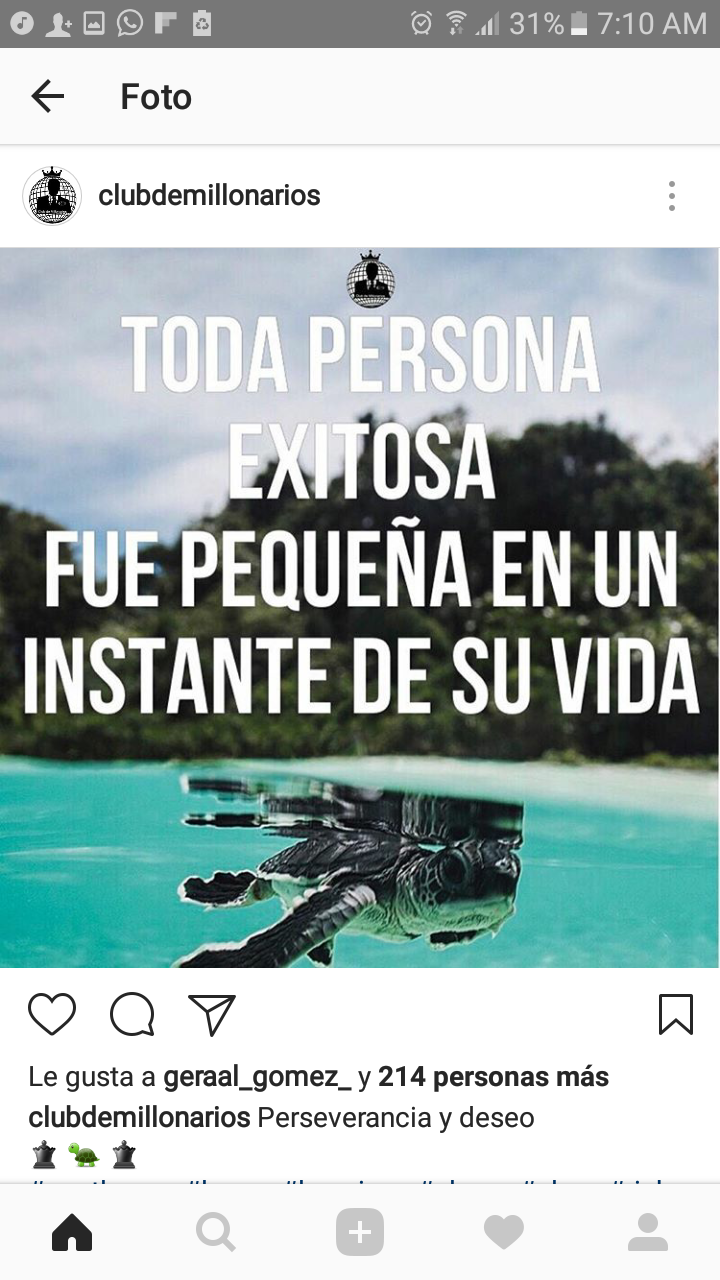 31% 7:10 AM
Foto
clubdemillonarios
TODA PERSONA
EXITOSA
FUE PEQUEÑA EN UN
INSTANTE DE SU VIDA
Le gusta a geraal_gomez_ y 214 personas más
clubdemillonarios Perseverancia y deseo